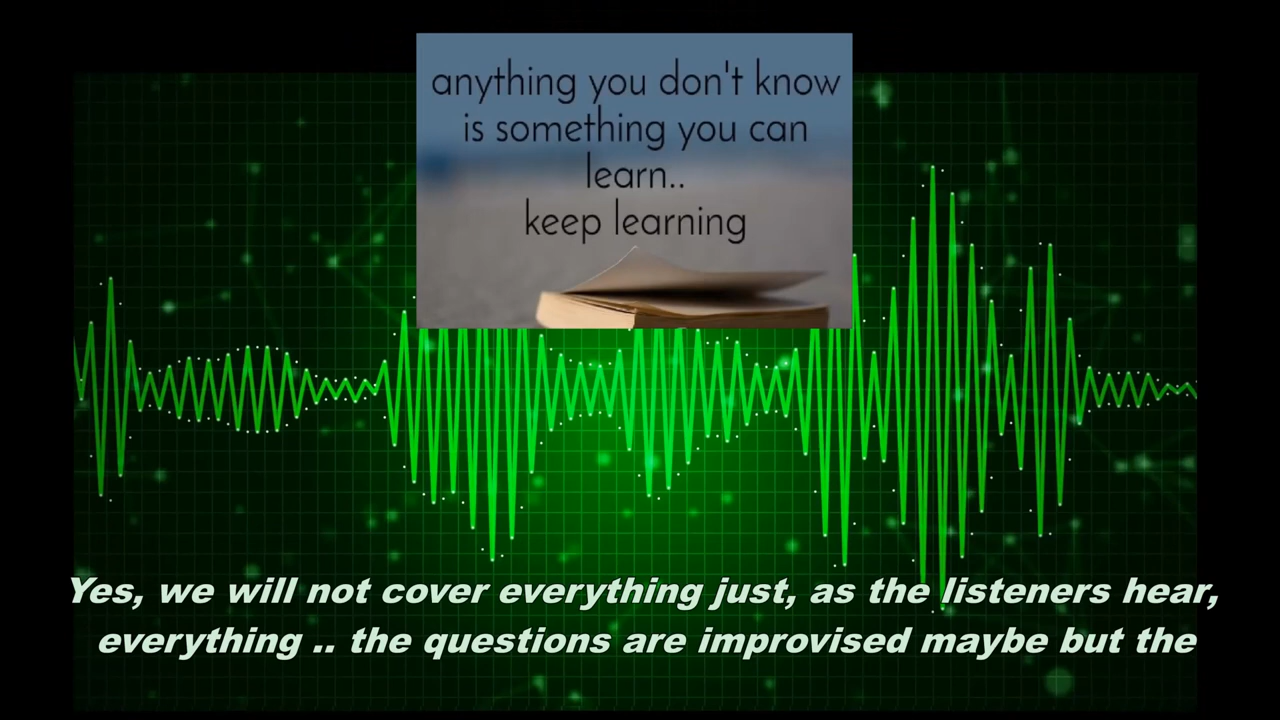 anything you don't know
is something you can
learn..
keep learning
Yes, we will not cover everything just, as the listeners hear,
everything .. the questions are improvised maybe but the